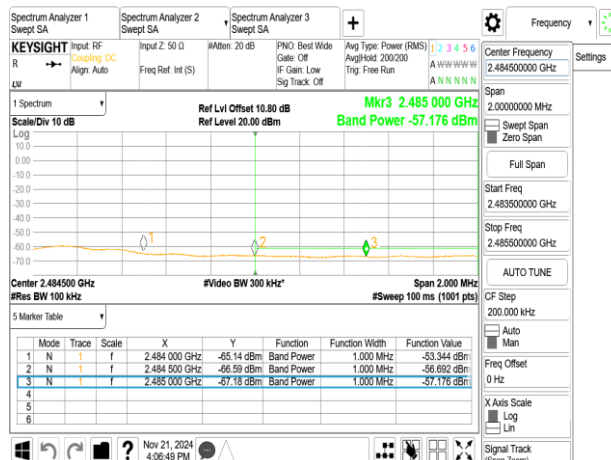 Spectrum Analyzer 1
Swept SA
Spectrum Analyzer 2
Swept SA
Spectrum Analyzer 3
Swept SA
+
Frequency
Settings
KEYSIGHT
R
LXI
Input: RF
Coupling: DC
Align: Auto
Input Z: 50 Ω
Freq Ref: Int (S)
#Atten: 20 dB
PNO: Best Wide
Gate: Off
IF Gain: Low
Sig Track: Off
Avg Type: Power (RMS)
Avg|Hold: 200/200
Trig: Free Run
1 2 3 4 5 6
A W W W W W
A N N N N N
1 Spectrum
Scale/Div 10 dB
Log
Ref Lvl Offset 10.80 dB
Ref Level 20.00 dBm
Mkr3 2.485 000 GHz
Band Power -57.176 dBm
10.0
0.00
-10.0
-20.0
-30.0
-40.0
-50.0
-60.0
-70.0
1
2
3
Center 2.484500 GHz
#Res BW 100 kHz
#Video BW 300 kHz*
Span 2.000 MHz
#Sweep 100 ms (1001 pts)
5 Marker Table
Mode Trace Scale X Y Function Function Width Function Value
1 N 1 f 2.484 000 GHz -65.14 dBm Band Power 1.000 MHz -53.344 dBm
2 N 1 f 2.484 500 GHz -66.59 dBm Band Power 1.000 MHz -56.692 dBm
3 N 1 f 2.485 000 GHz -67.18 dBm Band Power 1.000 MHz -57.176 dBm
4
5
6
?
Nov 21, 2024
4:06:49 PM
Center Frequency
2.484500000 GHz
Span
2.00000000 MHz
Swept Span
Zero Span
Full Span
Start Freq
2.483500000 GHz
Stop Freq
2.485500000 GHz
AUTO TUNE
CF Step
200.000 kHz
Auto
Man
Freq Offset
0 Hz
X Axis Scale
Log
Lin
Signal Track
(Span Zoom)